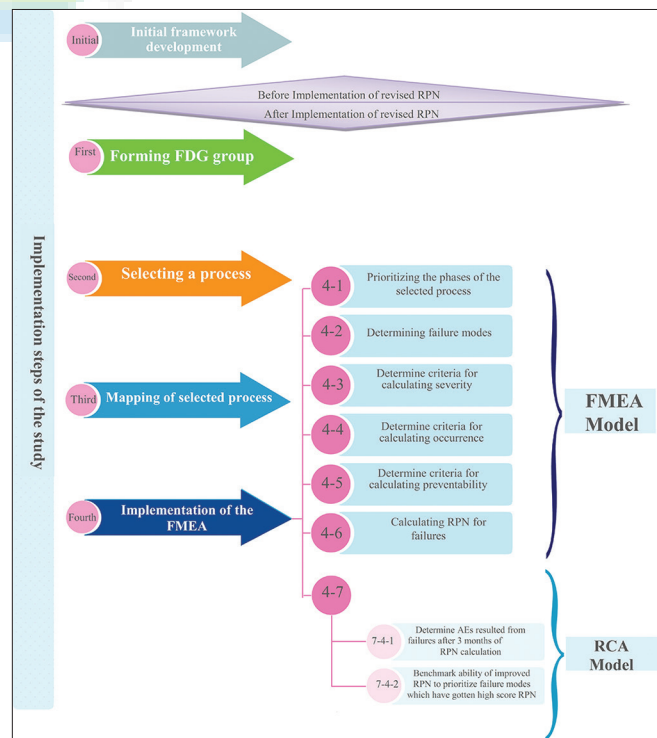 Implementation steps of the study
Initial
Initial framework
development
Before Implementation of revised RPN
After Implementation of revised RPN
First
Forming FDG group
Second
Selecting a process
Third
Mapping of selected process
Fourth
Implementation of the
FMEA
4-1
Prioritizing the phases of the
selected process
4-2
Determining failure modes
4-3
Determine criteria for
calculating severity
4-4
Determine criteria for
calculating occurrence
4-5
Determine criteria for
calculating preventability
4-6
Calculating RPN for
failures
FMEA
Model
4-7
7-4-1
Determine AEs resulted from
failures after 3 months of
RPN calculation
7-4-2
Benchmark ability of improved
RPN to prioritize failure modes
which have gotten high score RPN
RCA
Model